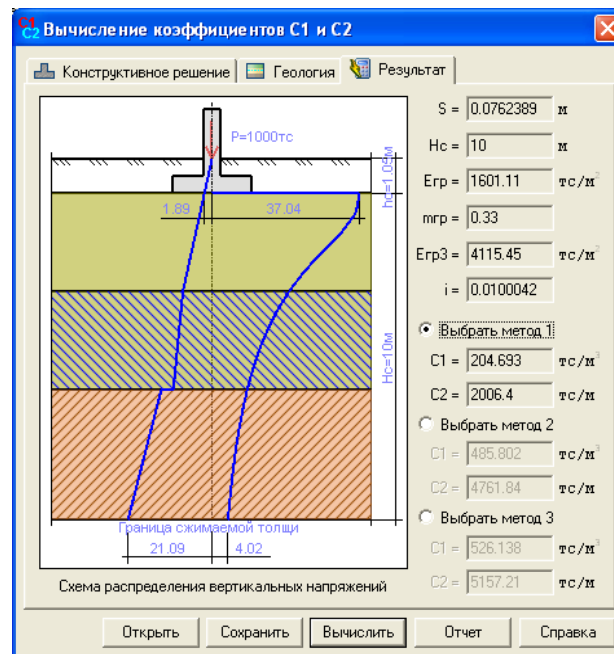 C1
C2
Вычисление коэффициентов C1 и C2
Конструктивное решение
Геология
Результат
P=1000тс
hc=1.05м
1.89
37.04
Hc=10м
Граница сжимаемой толщи
21.09
4.02
Схема распределения вертикальных напряжений
S = 0.0762389 м
Hc = 10 м
Eгр = 1601.11 тс/м²
mгр = 0.33
Eгр3 = 4115.45 тс/м²
i = 0.0100042
Выбрать метод 1
C1 = 204.693 тс/м³
C2 = 2006.4 тс/м
Выбрать метод 2
C1 = 485.802 тс/м³
C2 = 4761.84 тс/м
Выбрать метод 3
C1 = 526.138 тс/м³
C2 = 5157.21 тс/м
Открыть
Сохранить
Вычислить
Отчет
Справка